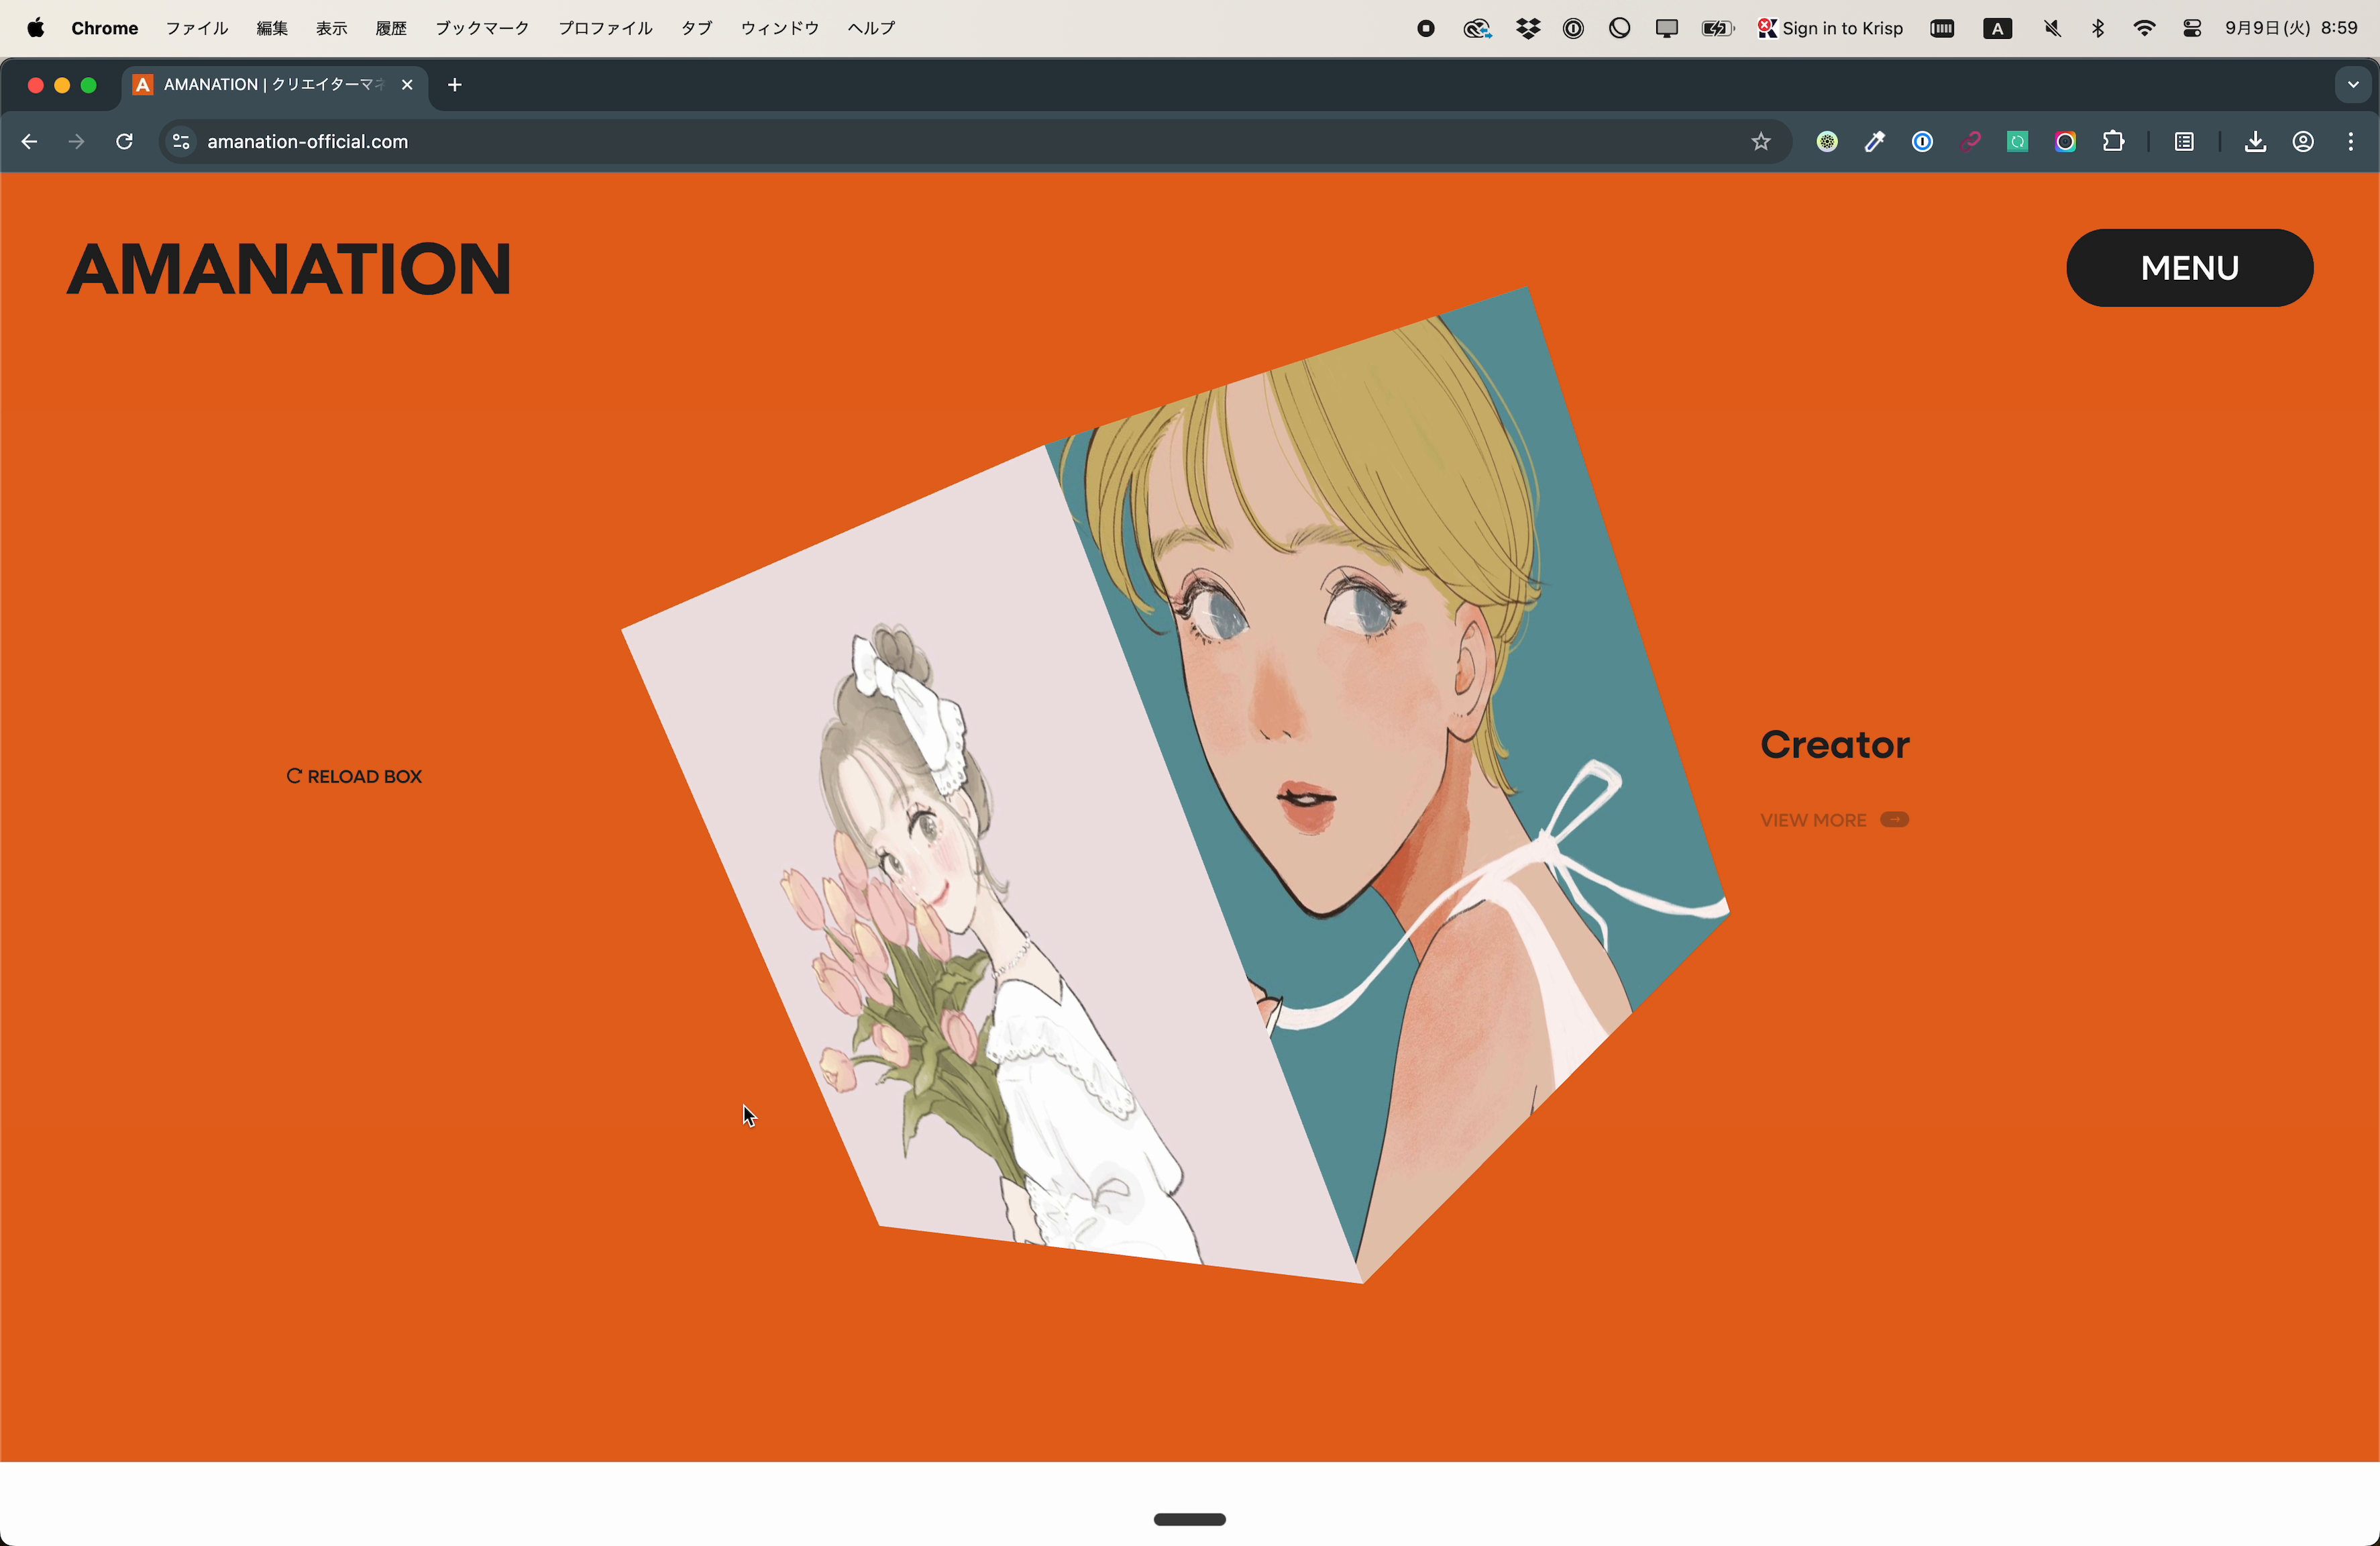 Chrome ファイル 編集 表示 履歴 ブックマーク プロファイル タブ ウィンドウ ヘルプ Sign in to Krisp A 9月9日(火) 8:59
A AMANATION | クリエイターマネ
amanation-official.com
AMANATION
MENU
Creator
RELOAD BOX
VIEW MORE